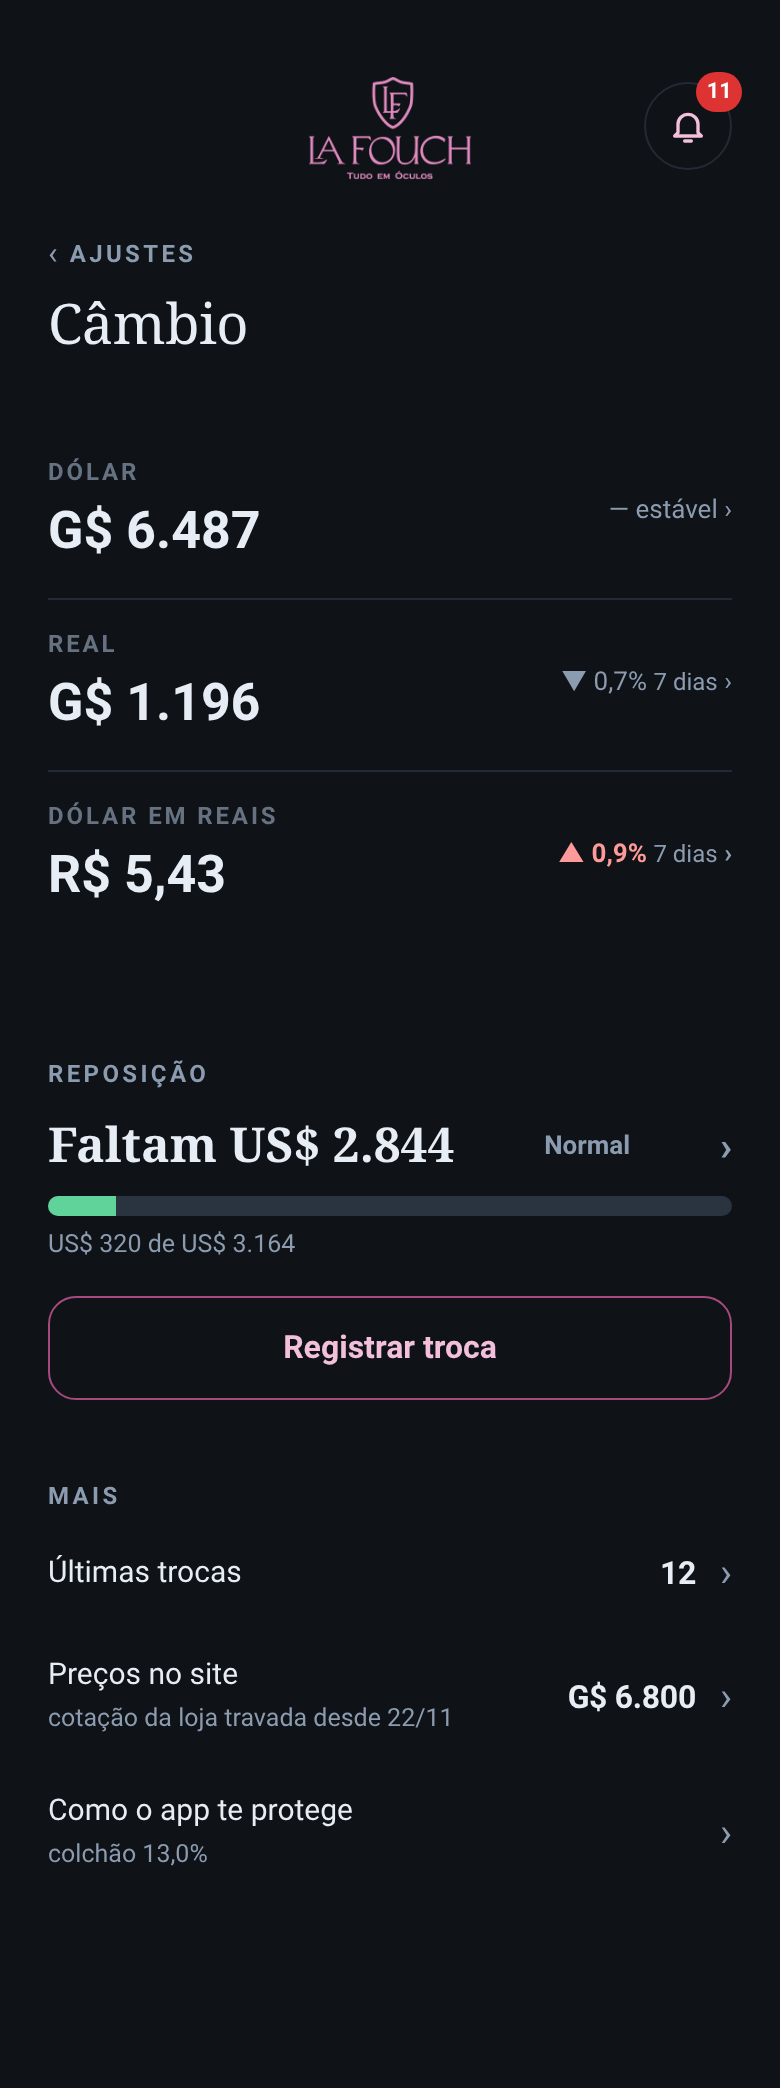 LF
LA FOUCH
TUDO EM ÓCULOS
11
‹ AJUSTES
Câmbio
DÓLAR
G$ 6.487
— estável ›
REAL
G$ 1.196
▼ 0,7% 7 dias ›
DÓLAR EM REAIS
R$ 5,43
▲ 0,9% 7 dias ›
REPOSIÇÃO
Faltam US$ 2.844
Normal ›
US$ 320 de US$ 3.164
Registrar troca
MAIS
Últimas trocas
12 ›
Preços no site
cotação da loja travada desde 22/11
G$ 6.800 ›
Como o app te protege
colchão 13,0%
›